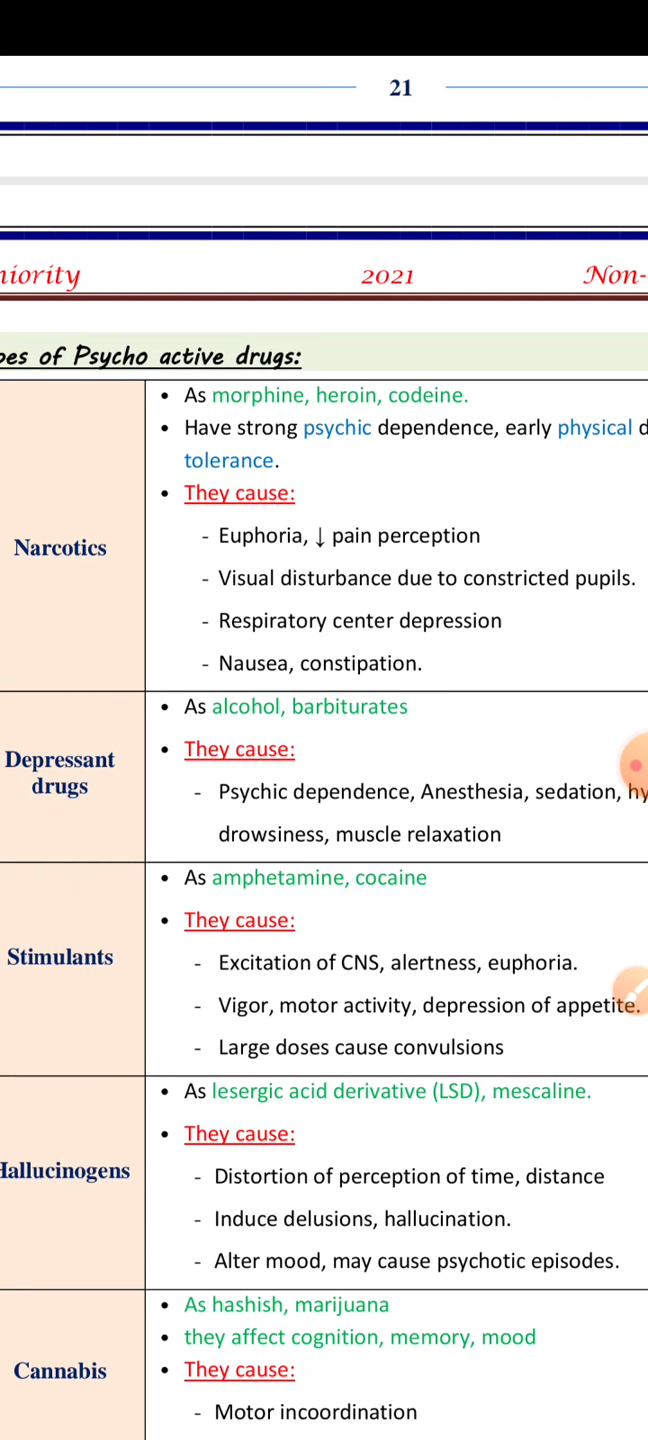 21
2021
Non-
of Psycho active drugs:
• As morphine, heroin, codeine.
• Have strong psychic dependence, early physical
tolerance.
Narcotics
• They cause:
- Euphoria, ↓ pain perception
- Visual disturbance due to constricted pupils.
- Respiratory center depression
- Nausea, constipation.
Depressant
drugs
• As alcohol, barbiturates
• They cause:
- Psychic dependence, Anesthesia, sedation,
drowsiness, muscle relaxation
Stimulants
• As amphetamine, cocaine
• They cause:
- Excitation of CNS, alertness, euphoria.
- Vigor, motor activity, depression of appetite.
- Large doses cause convulsions
Hallucinogens
• As lesergic acid derivative (LSD), mescaline.
• They cause:
- Distortion of perception of time, distance
- Induce delusions, hallucination.
- Alter mood, may cause psychotic episodes.
Cannabis
• As hashish, marijuana
• they affect cognition, memory, mood
• They cause:
- Motor incoordination